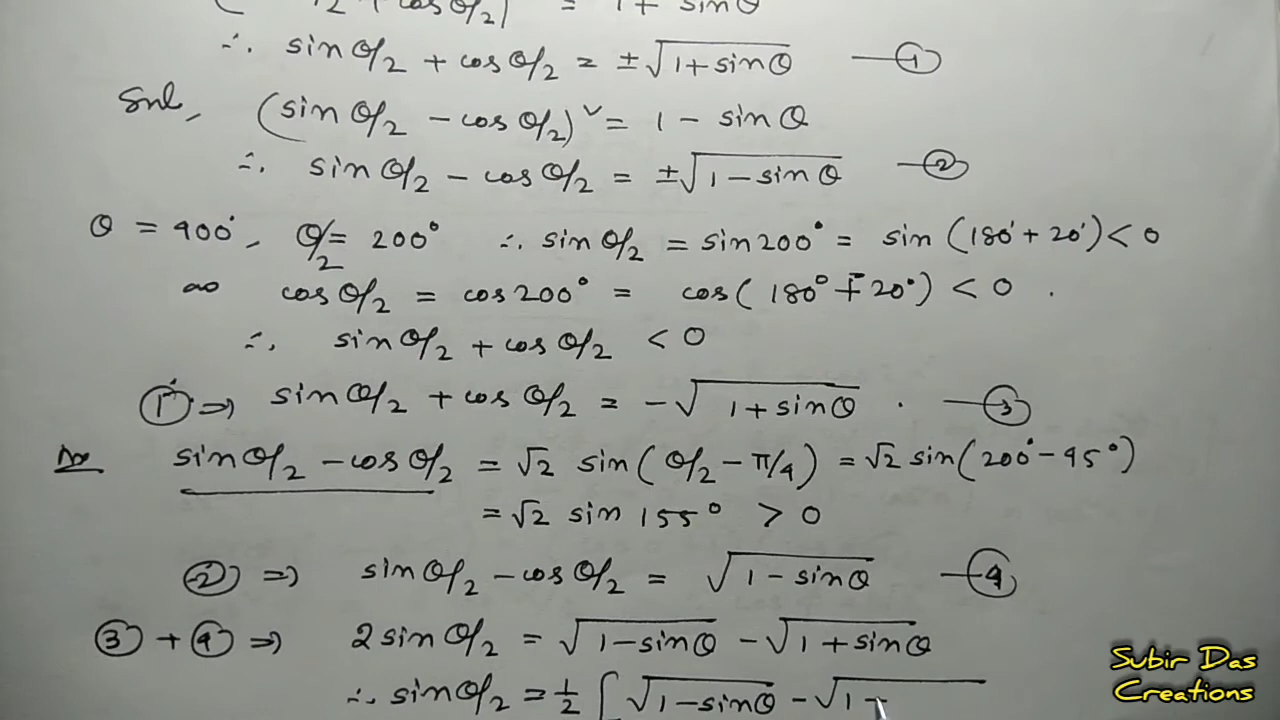 /2 + cos θ/2) = 1 + sin θ
∴ sin θ/2 + cos θ/2 = ±√1+sin θ —①
(sin θ/2 − cos θ/2)² = 1 − sin θ
∴ sin θ/2 − cos θ/2 = ±√1−sin θ —②
θ = 400°, θ/2 = 200° ∴ sin θ/2 = sin 200° = sin (180°+20°) < 0
cos θ/2 = cos 200° = cos (180° + 20°) < 0.
∴ sin θ/2 + cos θ/2 < 0
① ⇒ sin θ/2 + cos θ/2 = −√1+sin θ. —③
sin θ/2 − cos θ/2 = √2 sin (θ/2 − π/4) = √2 sin (200° − 45°)
= √2 sin 155° > 0
② ⇒ sin θ/2 − cos θ/2 = √1−sin θ —④
③ + ④ ⇒ 2 sin θ/2 = √1−sin θ − √1+sin θ
∴ sin θ/2 = 1/2 [√1−sin θ − √1
Subir Das
Creations